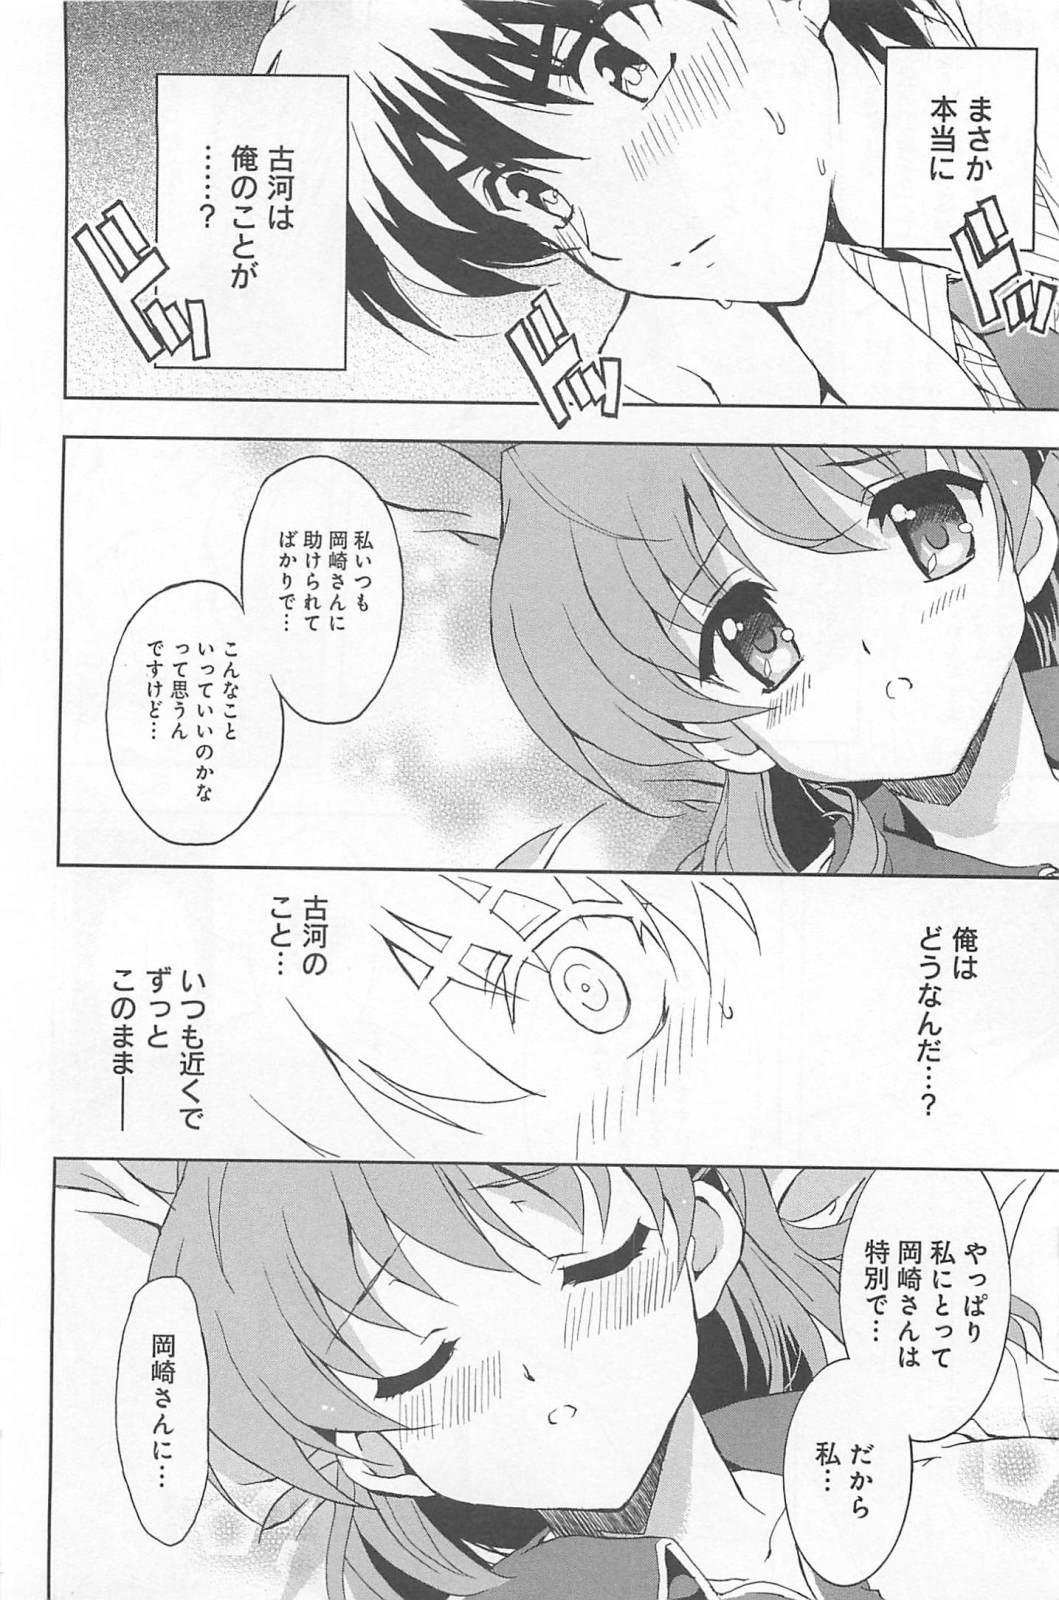 まさか
本当に
古河は
俺のことが
……?
ドッ
ドッ
ドッ
私いつも
岡崎さんに
助けられて
ばかりで…
こんなこと
いっていいのかな
って思うん
ですけど…
俺は
どうなんだ…?
古河の
こと…
いつも近くで
ずっと
このまま──
やっぱり
私にとって
岡崎さんは
特別で…
だから
私…
岡崎さんに…